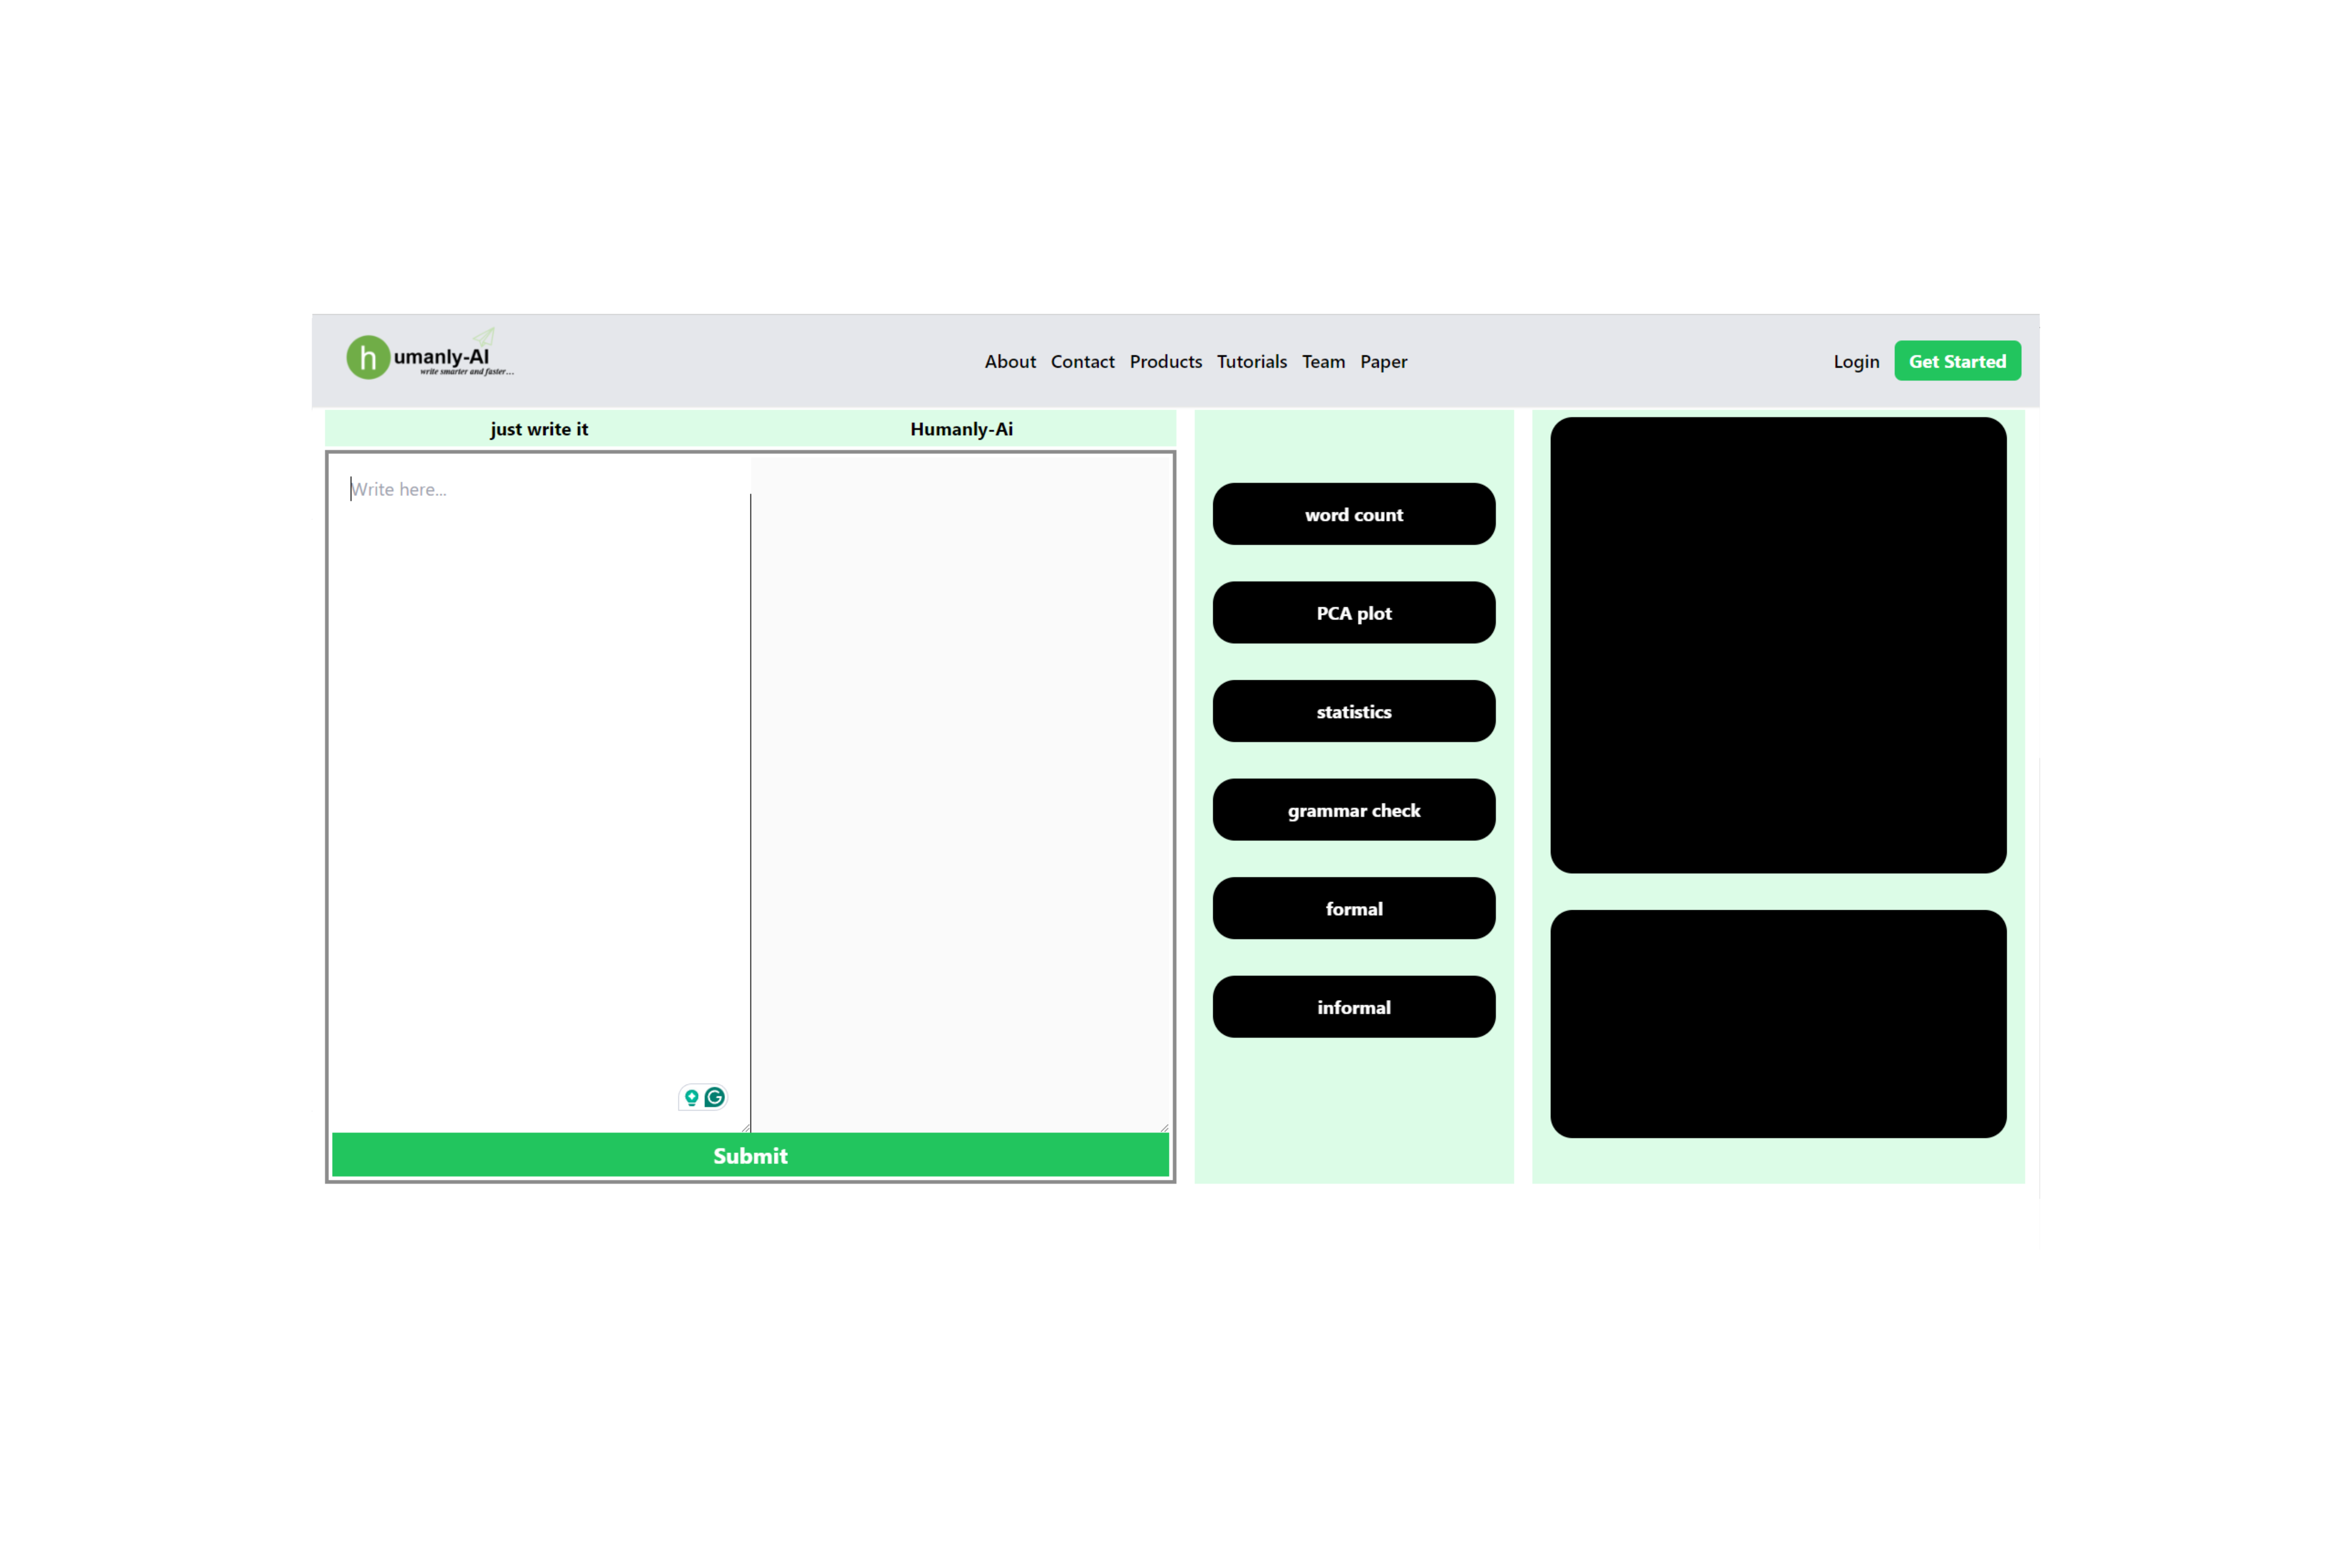 humanly-AI
write smarter and faster...
About Contact Products Tutorials Team Paper
Login Get Started
just write it
Humanly-Ai
Write here...
Submit
word count
PCA plot
statistics
grammar check
formal
informal